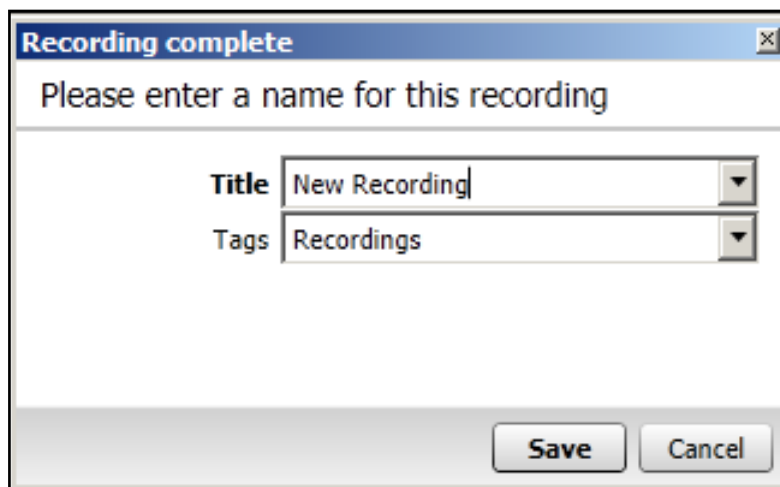 Recording complete
Please enter a name for this recording
Title New Recording
Tags Recordings
Save Cancel